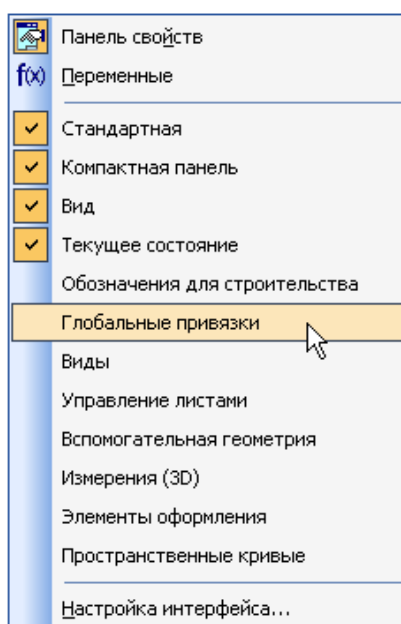 Панель свойств
f(x) Переменные
Стандартная
Компактная панель
Вид
Текущее состояние
Обозначения для строительства
Глобальные привязки
Виды
Управление листами
Вспомогательная геометрия
Измерения (3D)
Элементы оформления
Пространственные кривые
Настройка интерфейса...